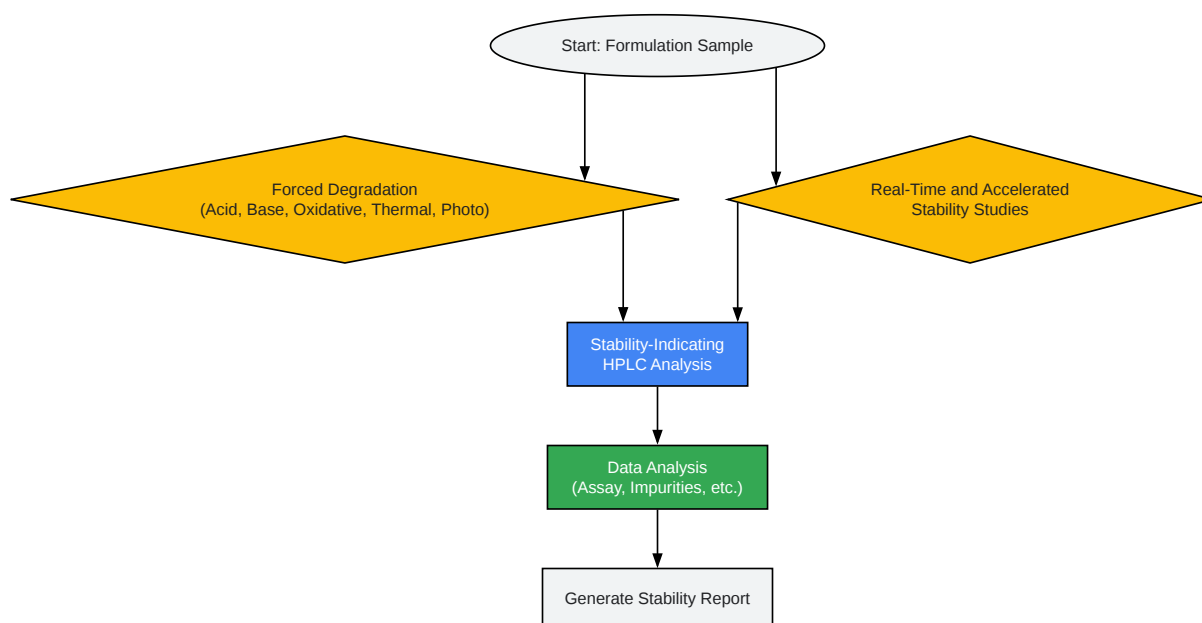 Start: Formulation Sample
Forced Degradation
(Acid, Base, Oxidative, Thermal, Photo)
Real-Time and Accelerated
Stability Studies
Stability-Indicating
HPLC Analysis
Data Analysis
(Assay, Impurities, etc.)
Generate Stability Report